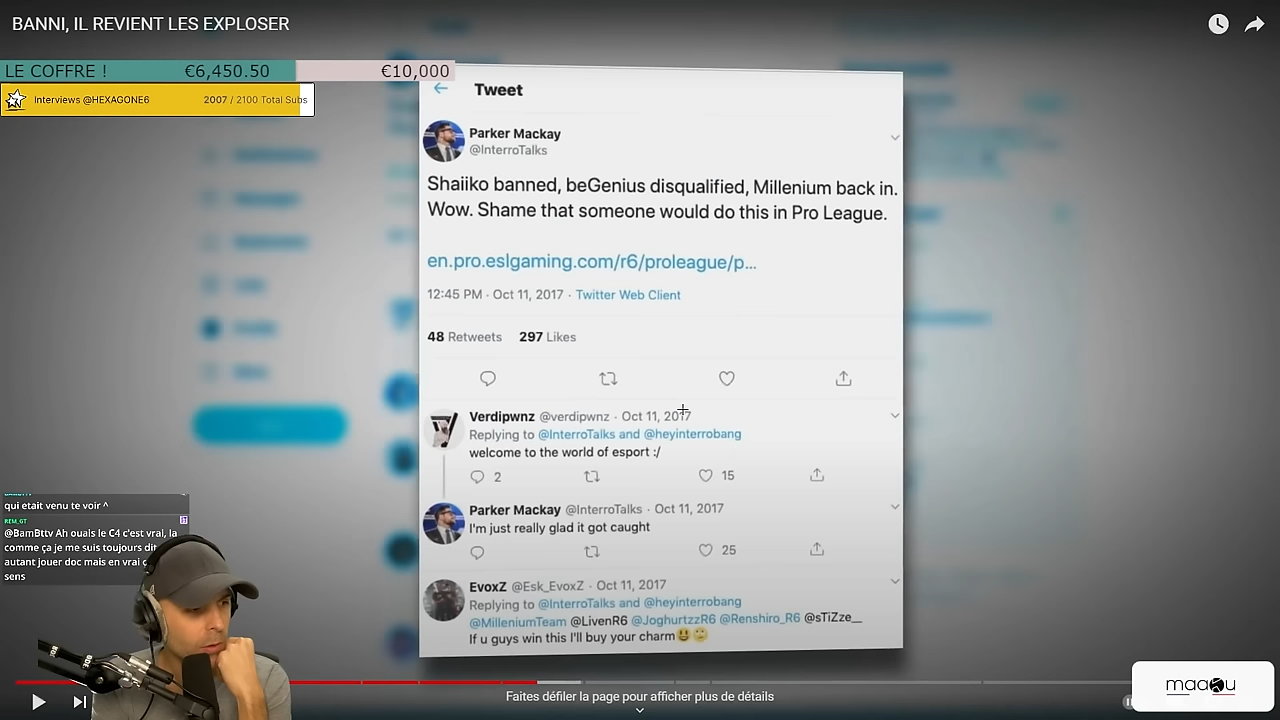 BANNI, IL REVIENT LES EXPLOSER
LE COFFRE ! €6,450.50 €10,000
Interviews @HEXAGONE6 2007 / 2100 Total Subs
Tweet
Parker Mackay
@InterroTalks
Shaiiko banned, beGenius disqualified, Millenium back in.
Wow. Shame that someone would do this in Pro League.
en.pro.eslgaming.com/r6/proleague/p...
12:45 PM · Oct 11, 2017 · Twitter Web Client
48 Retweets 297 Likes
Verdipwnz @verdipwnz · Oct 11, 2017
Replying to @InterroTalks and @heyinterrobang
welcome to the world of esport :/
2 15
Parker Mackay @InterroTalks · Oct 11, 2017
I'm just really glad it got caught
25
EvoxZ @Esk_EvoxZ · Oct 11, 2017
Replying to @InterroTalks and @heyinterrobang
@MilleniumTeam @LivenR6 @JoghurtzzR6 @Renshiro_R6 @sTiZze__
If u guys win this I'll buy your charm😃🙄
qui etait venu te voir ^
REM_GT
@BamBttv Ah ouals le C4 c'est vrai, la
comme ça je me suis toujours dit
autant jouer doc mais en vrai
sens
Faites défiler la page pour afficher plus de détails
maaou